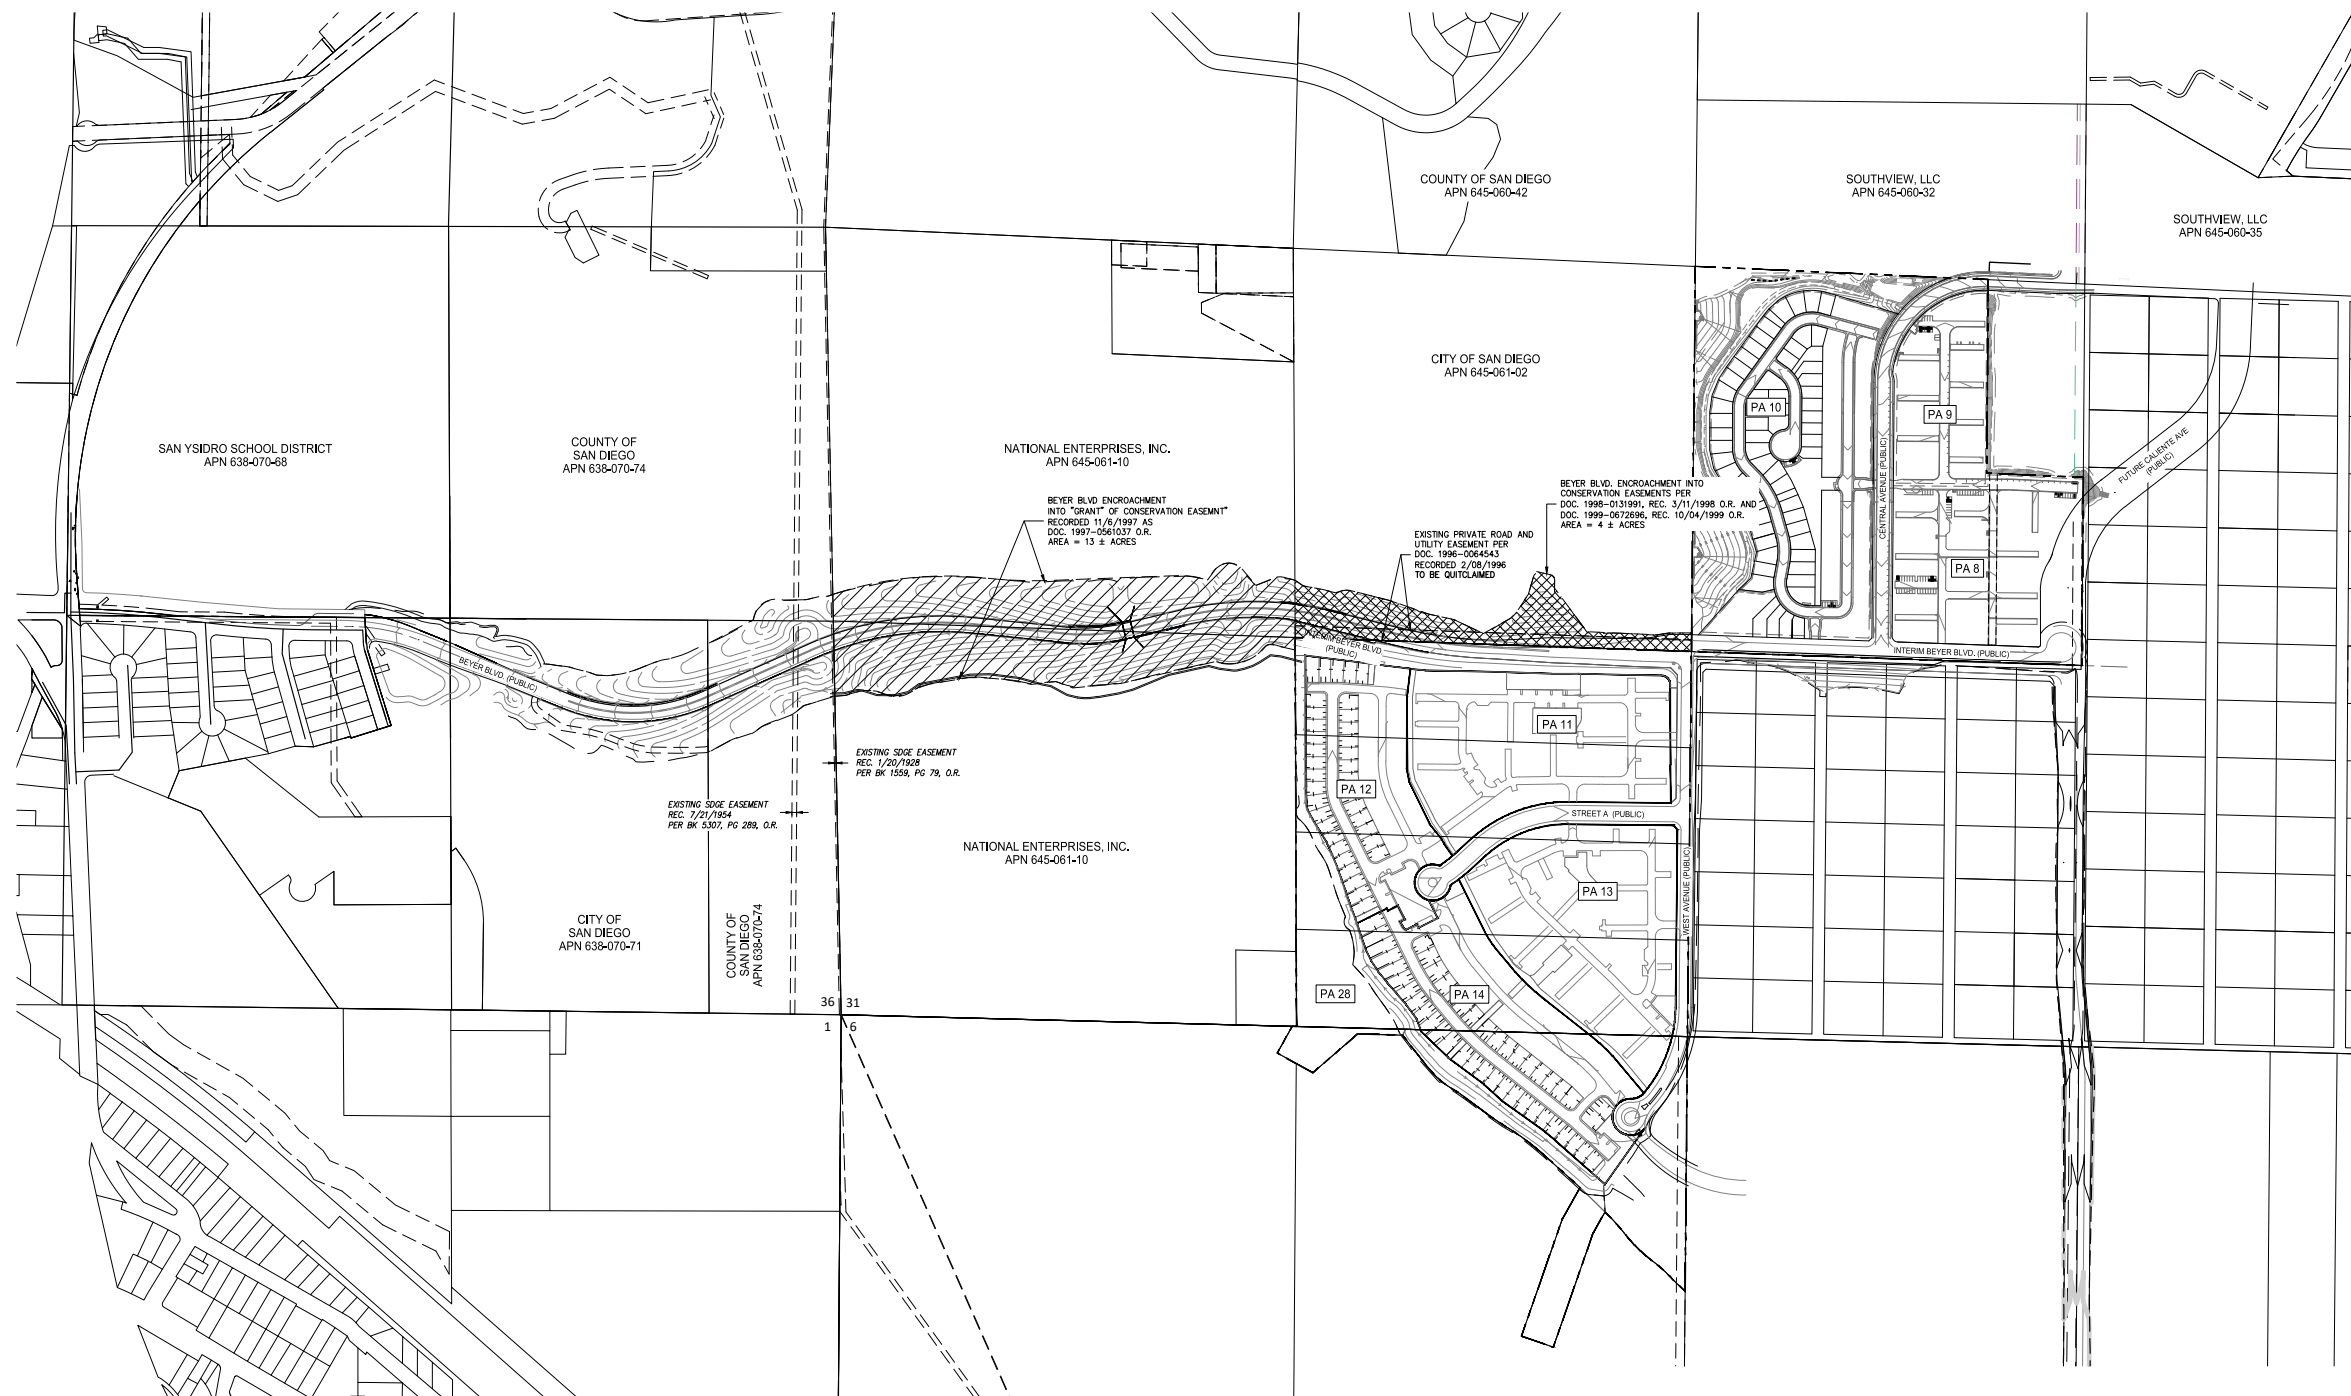 COUNTY OF SAN DIEGO
APN 645-060-42
SOUTHVIEW, LLC
APN 645-060-32
SOUTHVIEW, LLC
APN 645-060-35
CITY OF SAN DIEGO
APN 645-061-02
SAN YSIDRO SCHOOL DISTRICT
APN 638-070-68
COUNTY OF
SAN DIEGO
APN 638-070-74
NATIONAL ENTERPRISES, INC.
APN 645-061-10
PA 10
PA 9
CENTRAL AVENUE (PUBLIC)
FUTURE CALIENTE AVE
(PUBLIC)
BEYER BLVD ENCROACHMENT
INTO "GRANT" OF CONSERVATION EASEMNT"
RECORDED 11/6/1997 AS
DOC. 1997-0561037 O.R.
AREA = 13 ± ACRES
BEYER BLVD. ENCROACHMENT INTO
CONSERVATION EASEMENTS PER
DOC. 1998-0131991, REC. 3/11/1998 O.R. AND
DOC. 1999-0672696, REC. 10/04/1999 O.R.
AREA = 4 ± ACRES
EXISTING PRIVATE ROAD AND
UTILITY EASEMENT PER
DOC. 1996-0064543
RECORDED 2/08/1996
TO BE QUITCLAIMED
PA 8
BEYER BLVD. (PUBLIC)
INTERIM BEYER BLVD.
(PUBLIC)
INTERIM BEYER BLVD. (PUBLIC)
PA 11
EXISTING SDGE EASEMENT
REC. 1/20/1928
PER BK 1559, PG 79, O.R.
PA 12
EXISTING SDGE EASEMENT
REC. 7/21/1954
PER BK 5307, PG 289, O.R.
STREET A (PUBLIC)
NATIONAL ENTERPRISES, INC.
APN 645-061-10
PA 13
WEST AVENUE (PUBLIC)
CITY OF
SAN DIEGO
APN 638-070-71
COUNTY OF
SAN DIEGO
APN 638-070-74
PA 28
PA 14
36 31
1 6